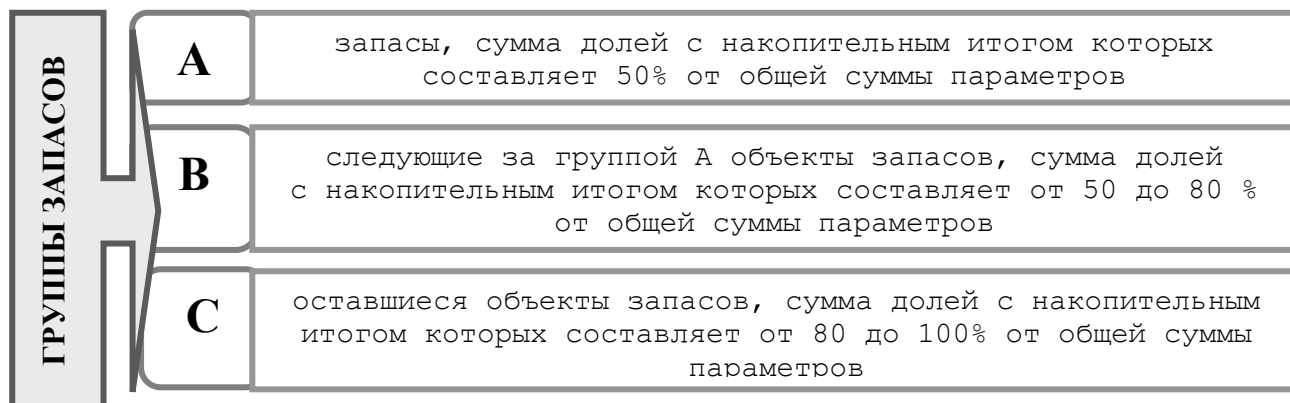 ГРУППЫ ЗАПАСОВ
A
запасы, сумма долей с накопительным итогом которых
составляет 50% от общей суммы параметров
B
следующие за группой А объекты запасов, сумма долей
с накопительным итогом которых составляет от 50 до 80 %
от общей суммы параметров
C
оставшиеся объекты запасов, сумма долей с накопительным
итогом которых составляет от 80 до 100% от общей суммы
параметров